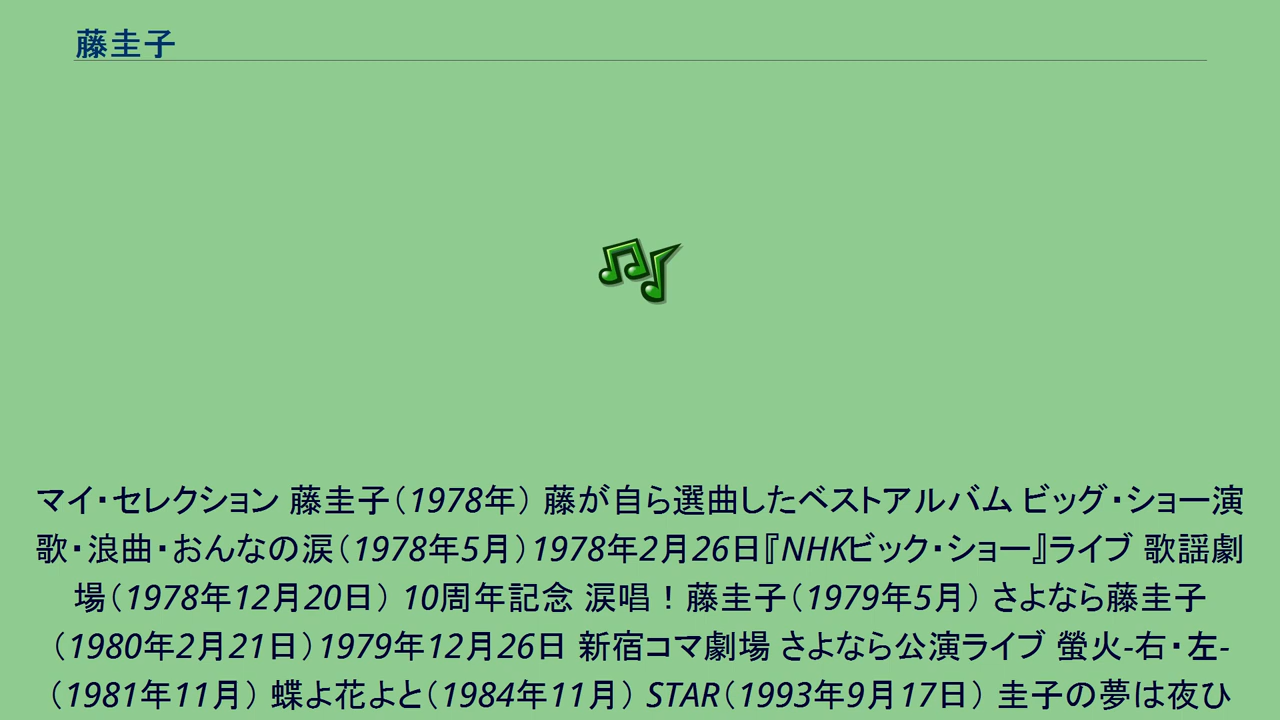 藤圭子
マイ・セレクション 藤圭子（1978年） 藤が自ら選曲したベストアルバム ビッグ・ショー演
歌・浪曲・おんなの涙（1978年5月）1978年2月26日『NHKビック・ショー』ライブ 歌謡劇
場（1978年12月20日） 10周年記念 涙唱！藤圭子（1979年5月） さよなら藤圭子
（1980年2月21日）1979年12月26日 新宿コマ劇場 さよなら公演ライブ 螢火-右・左-
（1981年11月） 蝶よ花よと（1984年11月） STAR（1993年9月17日） 圭子の夢は夜ひ